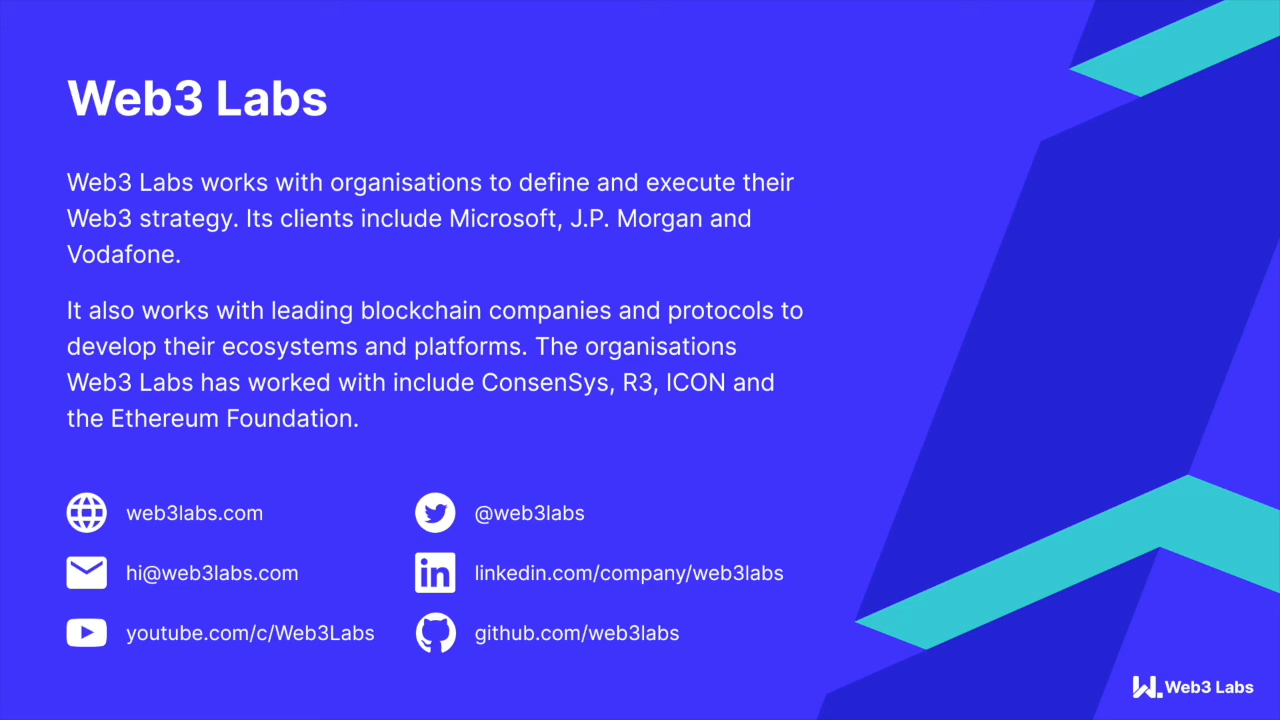 Web3 Labs
Web3 Labs works with organisations to define and execute their
Web3 strategy. Its clients include Microsoft, J.P. Morgan and
Vodafone.
It also works with leading blockchain companies and protocols to
develop their ecosystems and platforms. The organisations
Web3 Labs has worked with include ConsenSys, R3, ICON and
the Ethereum Foundation.
web3labs.com
@web3labs
hi@web3labs.com
linkedin.com/company/web3labs
youtube.com/c/Web3Labs
github.com/web3labs
Web3 Labs